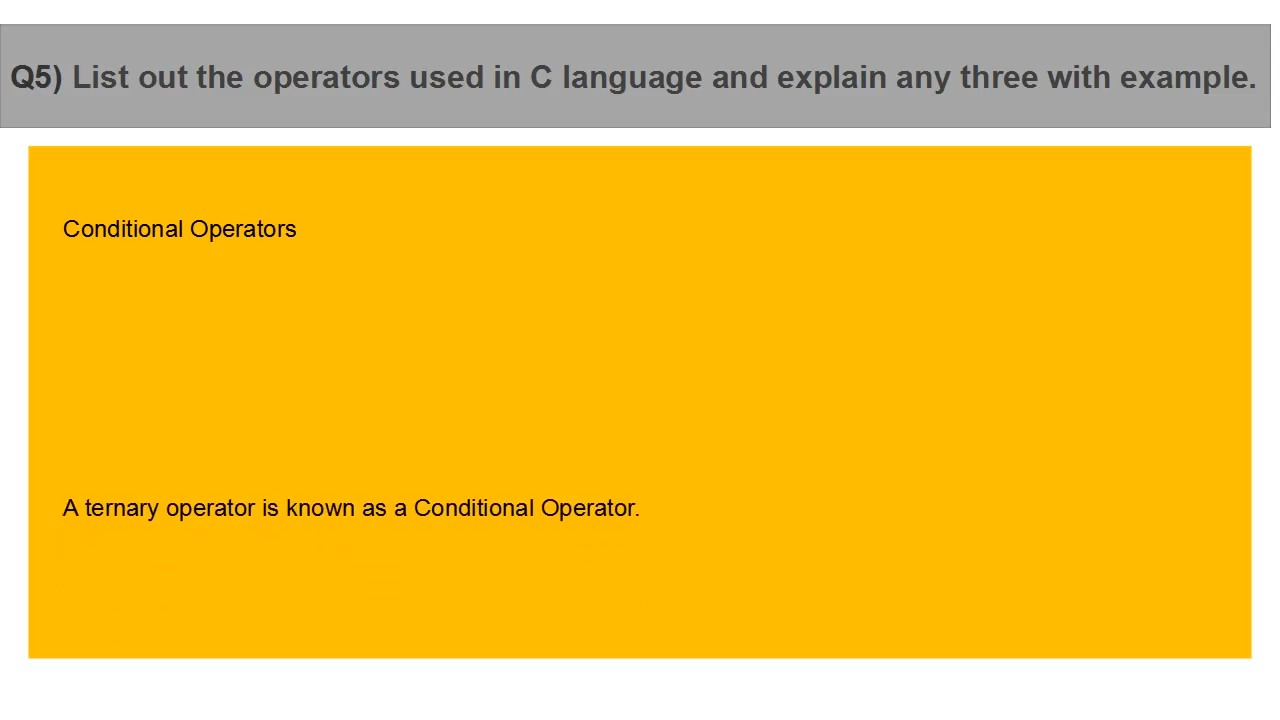 Q5) List out the operators used in C language and explain any three with example.
Conditional Operators
A ternary operator is known as a Conditional Operator.